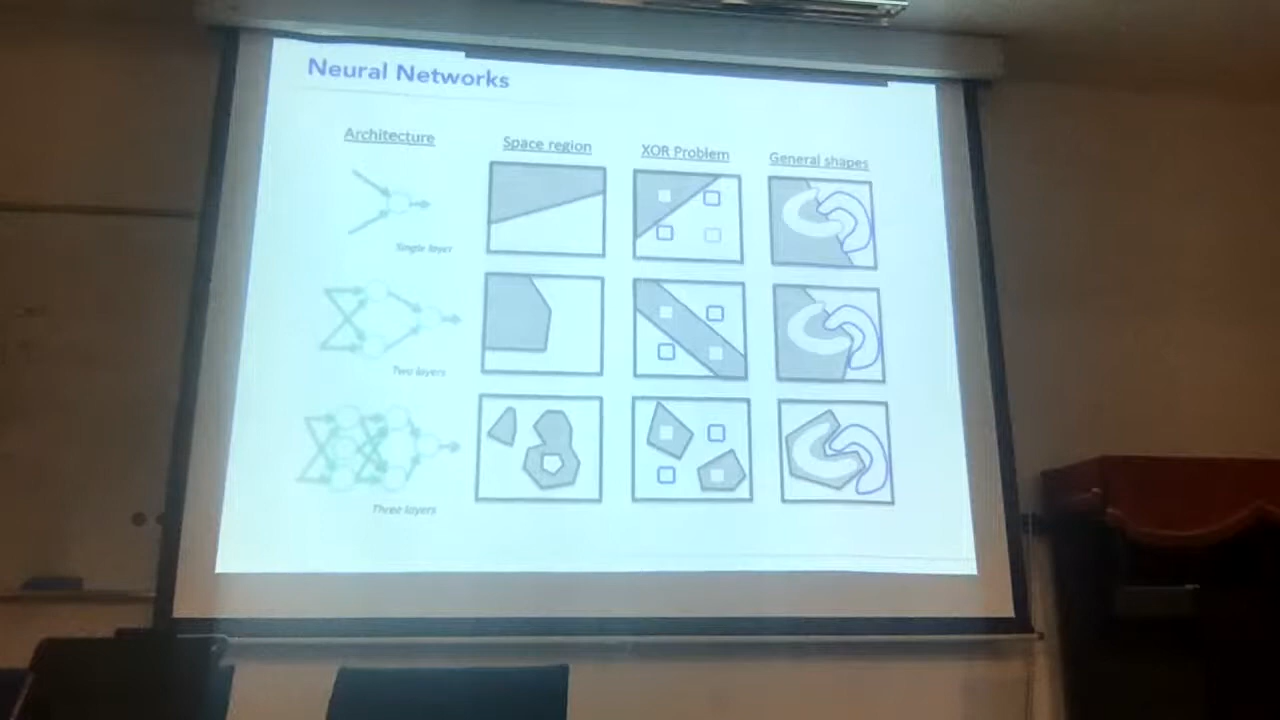 Neural Networks
Architecture
Space region
XOR Problem
General shapes
Single layer
Two layers
Three layers